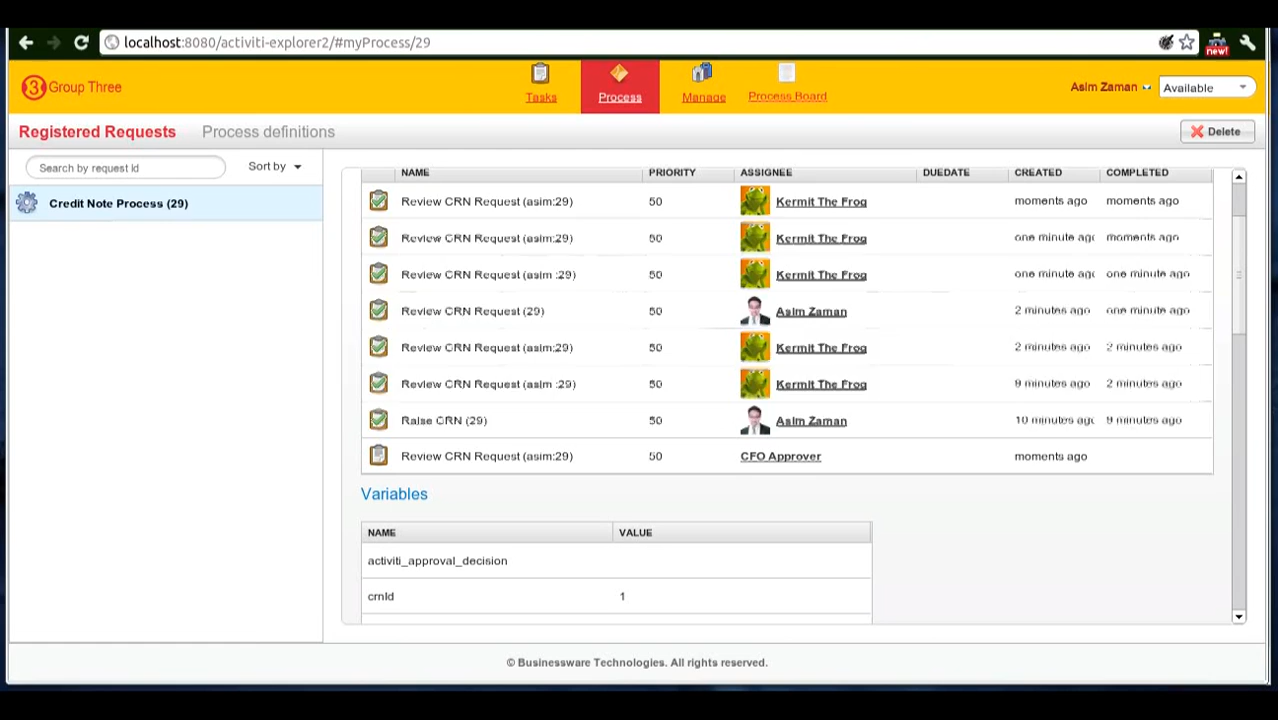 localhost:8080/activiti-explorer2/#myProcess/29
new!
3 Group Three
Tasks
Process
Manage
Process Board
Asim Zaman
Available
Registered Requests Process definitions
Delete
Search by request id
Sort by
Credit Note Process (29)
NAME PRIORITY ASSIGNEE DUEDATE CREATED COMPLETED
Review CRN Request (asim:29) 50 Kermit The Frog moments ago moments ago
Review CRN Request (asim:29) 50 Kermit The Frog one minute ago moments ago
Review CRN Request (asim :29) 50 Kermit The Frog one minute ago one minute ago
Review CRN Request (29) 50 Asim Zaman 2 minutes ago one minute ago
Review CRN Request (asim:29) 50 Kermit The Frog 2 minutes ago 2 minutes ago
Review CRN Request (asim :29) 50 Kermit The Frog 9 minutes ago 2 minutes ago
Raise CRN (29) 50 Asim Zaman 10 minutes ago 9 minutes ago
Review CRN Request (asim:29) 50 CFO Approver moments ago
Variables
NAME VALUE
activiti_approval_decision
crnId 1
© Businessware Technologies. All rights reserved.